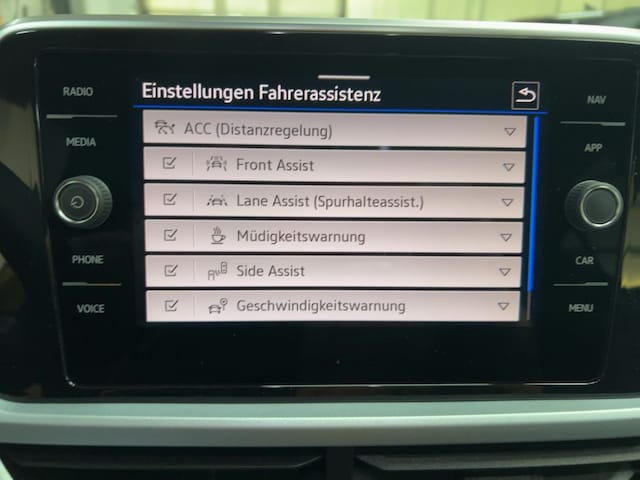 Einstellungen Fahrerassistenz
RADIO
MEDIA
PHONE
VOICE
ACC (Distanzregelung)
Front Assist
Lane Assist (Spurhalteassist.)
Müdigkeitswarnung
Side Assist
Geschwindigkeitswarnung
NAV
APP
CAR
MENU